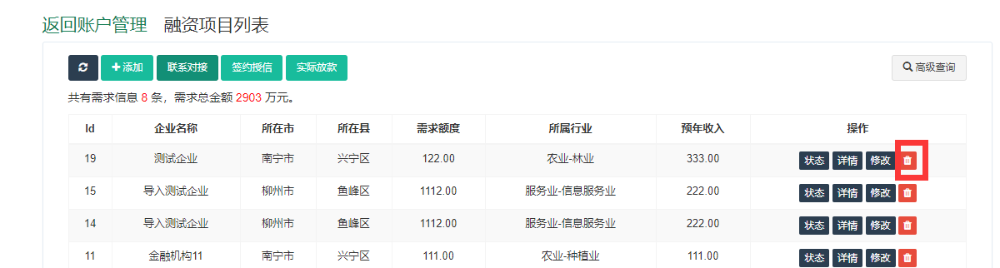 返回账户管理 融资项目列表
添加 联系对接 签约授信 实际放款 高级查询
共有需求信息 8 条，需求总金额 2903 万元。
Id 企业名称 所在市 所在县 需求额度 所属行业 预年收入 操作
19 测试企业 南宁市 兴宁区 122.00 农业-林业 333.00 状态 详情 修改
15 导入测试企业 柳州市 鱼峰区 1112.00 服务业-信息服务业 222.00 状态 详情 修改
14 导入测试企业 柳州市 鱼峰区 1112.00 服务业-信息服务业 222.00 状态 详情 修改
11 金融机构11 南宁市 兴宁区 111.00 农业-种植业 111.00 状态 详情 修改